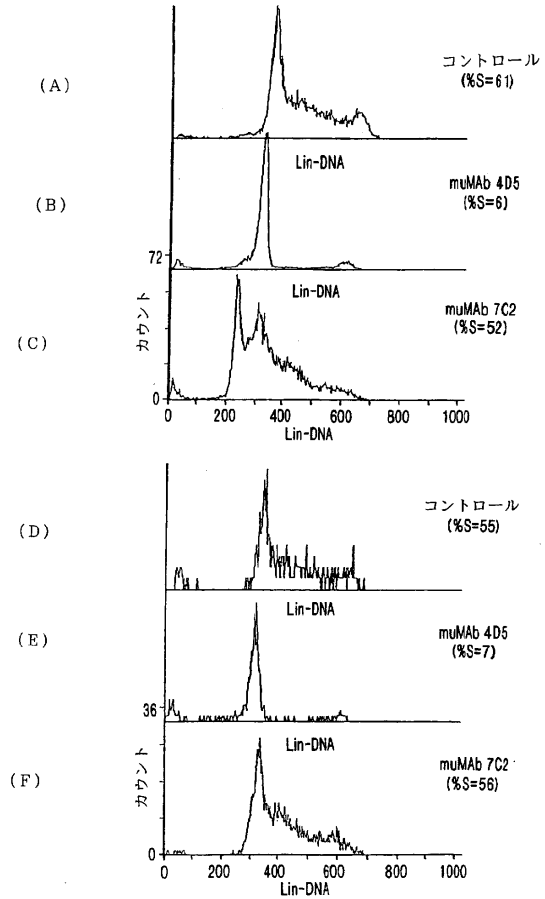 (A)
コントロール
(%S=61)
Lin-DNA
(B)
muMAb 4D5
(%S=6)
72
Lin-DNA
(C)
muMAb 7C2
(%S=52)
カウント
0
0 200 400 600 800 1000
Lin-DNA
(D)
コントロール
(%S=55)
Lin-DNA
(E)
muMAb 4D5
(%S=7)
36
Lin-DNA
(F)
muMAb 7C2
(%S=56)
カウント
0
0 200 400 600 800 1000
Lin-DNA